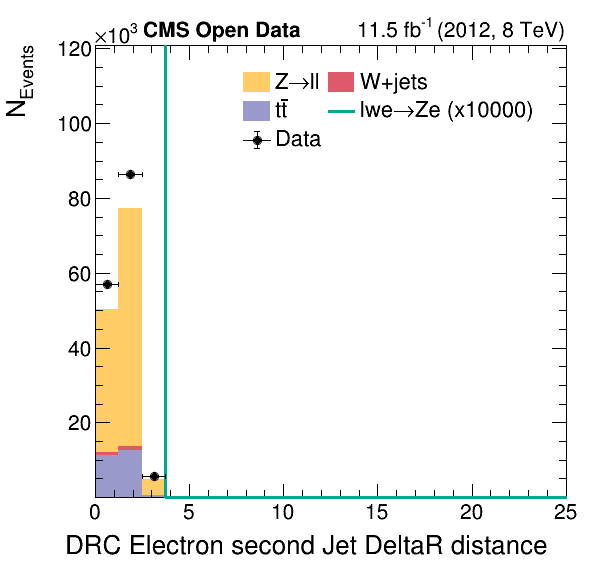 ×10³ CMS Open Data 11.5 fb⁻¹ (2012, 8 TeV)
N_Events
120
100
80
60
40
20
Z→ll W+jets
tt̄ lwe→Ze (x10000)
Data
0 5 10 15 20 25
DRC Electron second Jet DeltaR distance